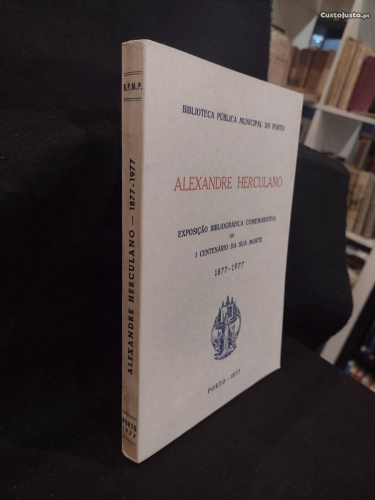 CustoJusto.pt
B.P.M.P.
ALEXANDRE HERCULANO — 1877-1977
PORTO
1977
BIBLIOTECA PÚBLICA MUNICIPAL DO PORTO
ALEXANDRE HERCULANO
EXPOSIÇÃO BIBLIOGRÁFICA COMEMORATIVA
DO
I CENTENÁRIO DA SUA MORTE
1877-1977
PORTO - 1977